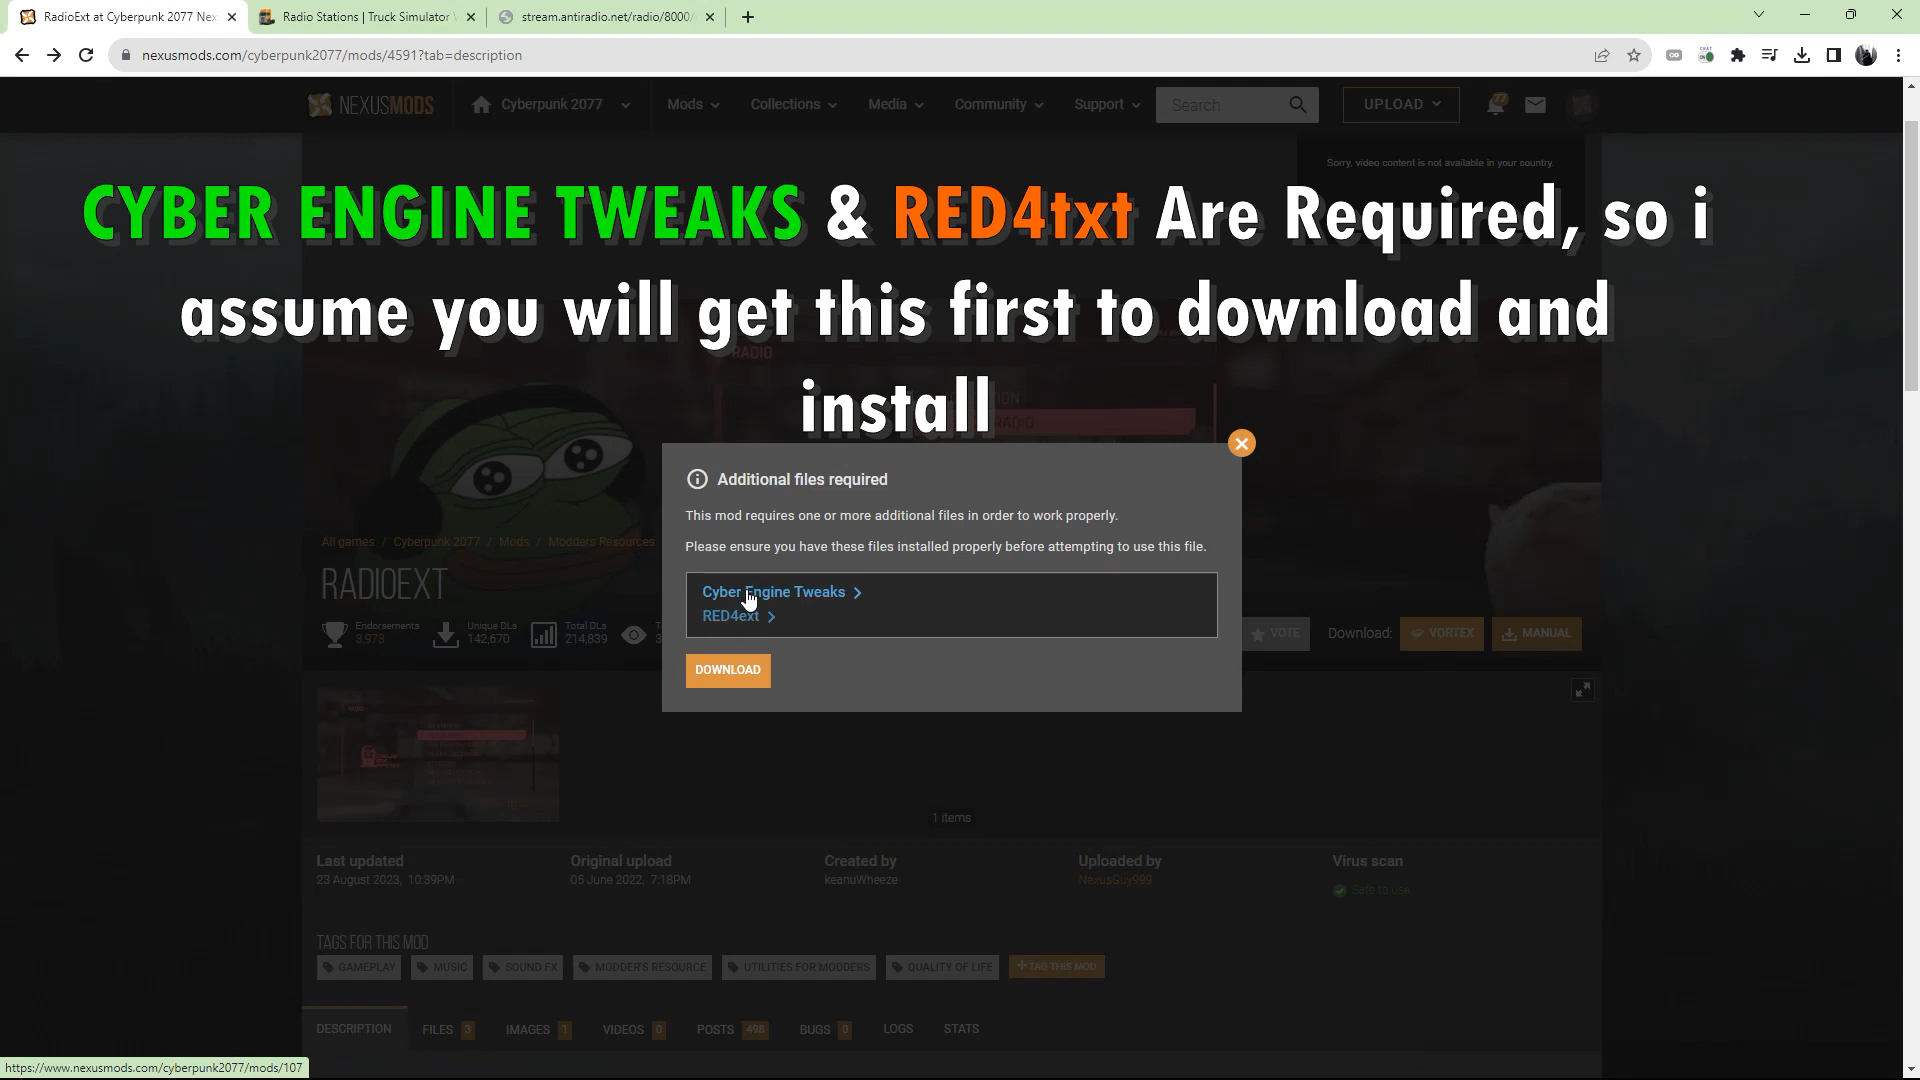 RadioExt at Cyberpunk 2077 Nex
Radio Stations | Truck Simulator
stream.antiradio.net/radio/8000/
nexusmods.com/cyberpunk2077/mods/4591?tab=description
NEXUSMODS
Cyberpunk 2077
Mods
Collections
Media
Community
Support
Search
UPLOAD
77
Sorry, video content is not available in your country.
CYBER ENGINE TWEAKS & RED4txt Are Required, so i
assume you will get this first to download and
install
RADIO
Additional files required
This mod requires one or more additional files in order to work properly.
Please ensure you have these files installed properly before attempting to use this file.
Cyber Engine Tweaks
RED4ext
DOWNLOAD
All games / Cyberpunk 2077 / Mods / Modders Resources
RADIOEXT
Endorsements
3,973
Unique DLs
142,670
Total DLs
214,839
VOTE
Download:
VORTEX
MANUAL
1 items
Last updated
23 August 2023, 10:39PM
Original upload
05 June 2022, 7:18PM
Created by
keanuWheeze
Uploaded by
NexusGuy999
Virus scan
Safe to use
TAGS FOR THIS MOD
GAMEPLAY
MUSIC
SOUND FX
MODDER'S RESOURCE
UTILITIES FOR MODDERS
QUALITY OF LIFE
+ TAG THIS MOD
DESCRIPTION
FILES 3
IMAGES 1
VIDEOS 0
POSTS 498
BUGS 0
LOGS
STATS
https://www.nexusmods.com/cyberpunk2077/mods/107